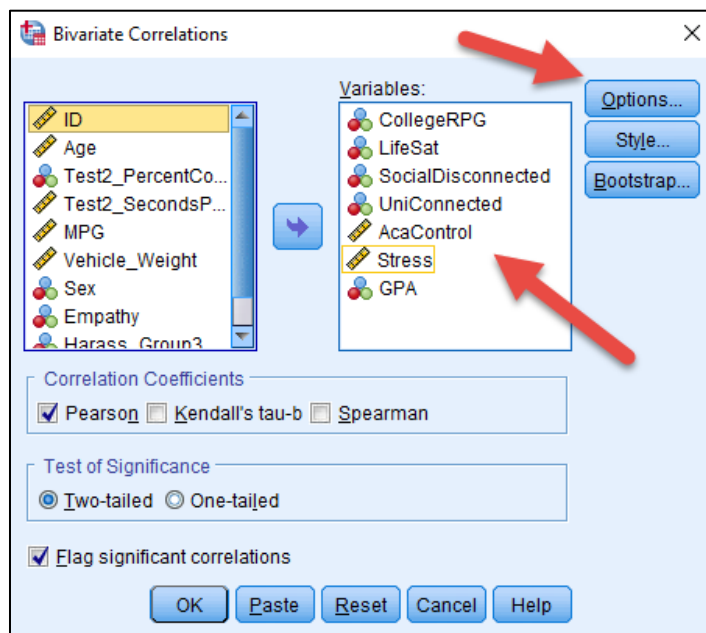 Bivariate Correlations
Variables:
ID
Age
Test2_PercentCo...
Test2_SecondsP...
MPG
Vehicle_Weight
Sex
Empathy
Harass_Group3
CollegeRPG
LifeSat
SocialDisconnected
UniConnected
AcaControl
Stress
GPA
Options...
Style...
Bootstrap...
Correlation Coefficients
Pearson Kendall's tau-b Spearman
Test of Significance
Two-tailed One-tailed
Flag significant correlations
OK Paste Reset Cancel Help